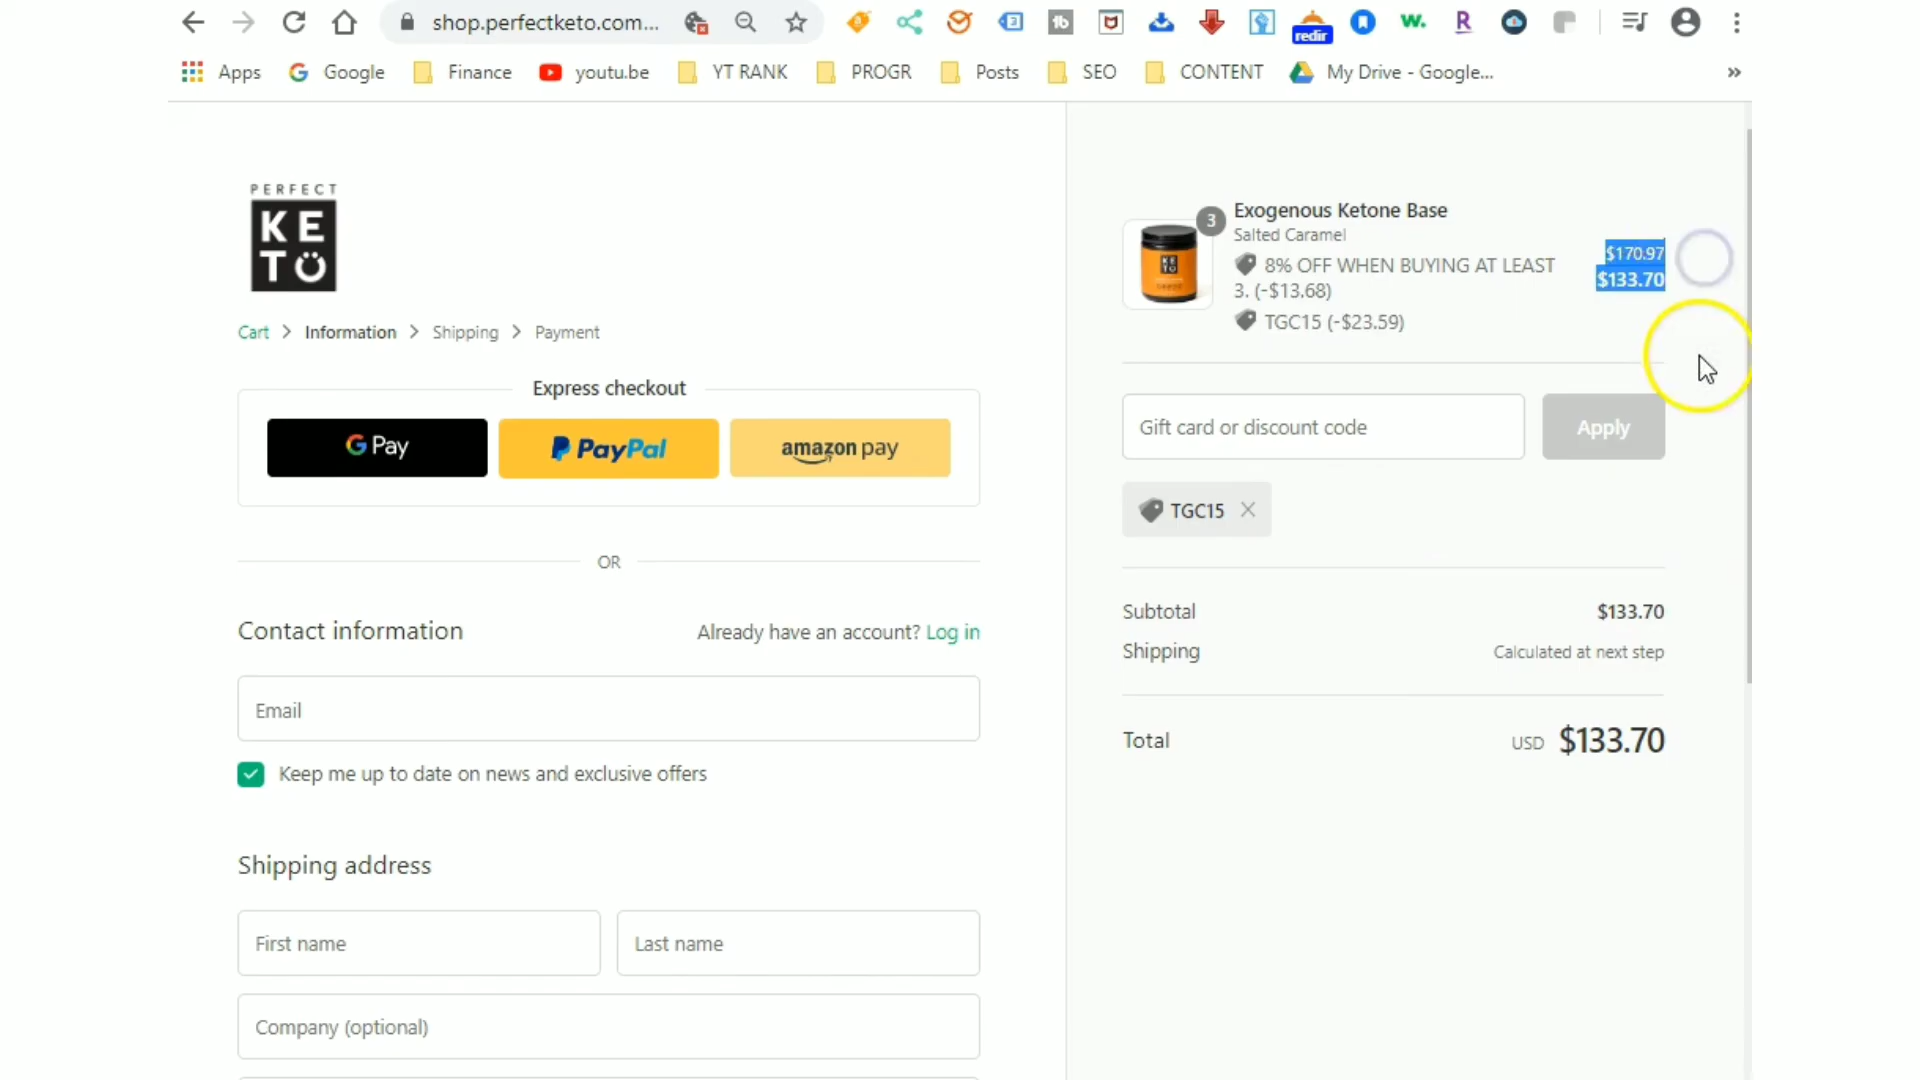 shop.perfectketo.com...
redir
Apps
Google
Finance
youtu.be
YT RANK
PROGR
Posts
SEO
CONTENT
My Drive - Google...
»
PERFECT
KE
TO
Cart > Information > Shipping > Payment
Express checkout
G Pay
PayPal
amazon pay
OR
Contact information
Already have an account? Log in
Email
Keep me up to date on news and exclusive offers
Shipping address
First name
Last name
Company (optional)
3
Exogenous Ketone Base
Salted Caramel
8% OFF WHEN BUYING AT LEAST
3. (-$13.68)
TGC15 (-$23.59)
$170.97
$133.70
Gift card or discount code
Apply
TGC15
Subtotal
$133.70
Shipping
Calculated at next step
Total
USD $133.70